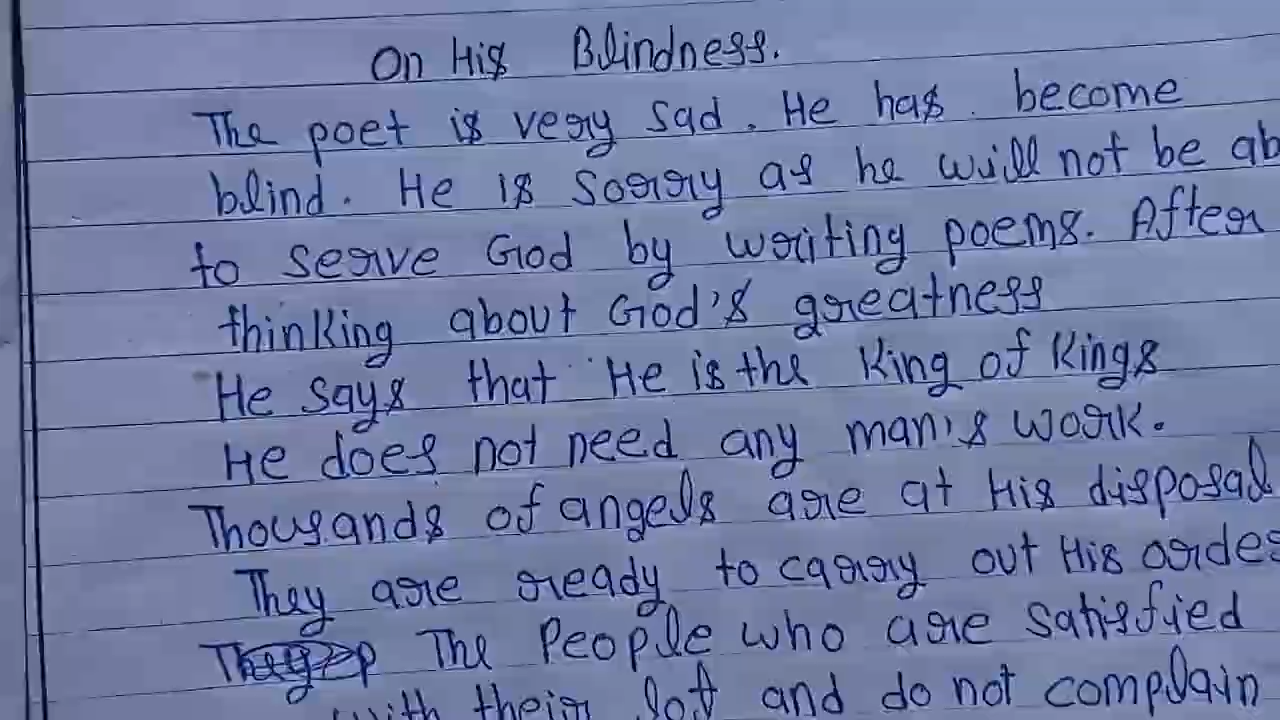 On His Blindness.
The poet is very sad. He has become
blind. He is sorry as he will not be ab
to serve God by writing poems. After
thinking about God's greatness
He says that He is the King of Kings
He does not need any man's work.
Thousands of angels are at His disposal
They are ready to carry out His ordes
The People who are satisfied
with their lot and do not complain